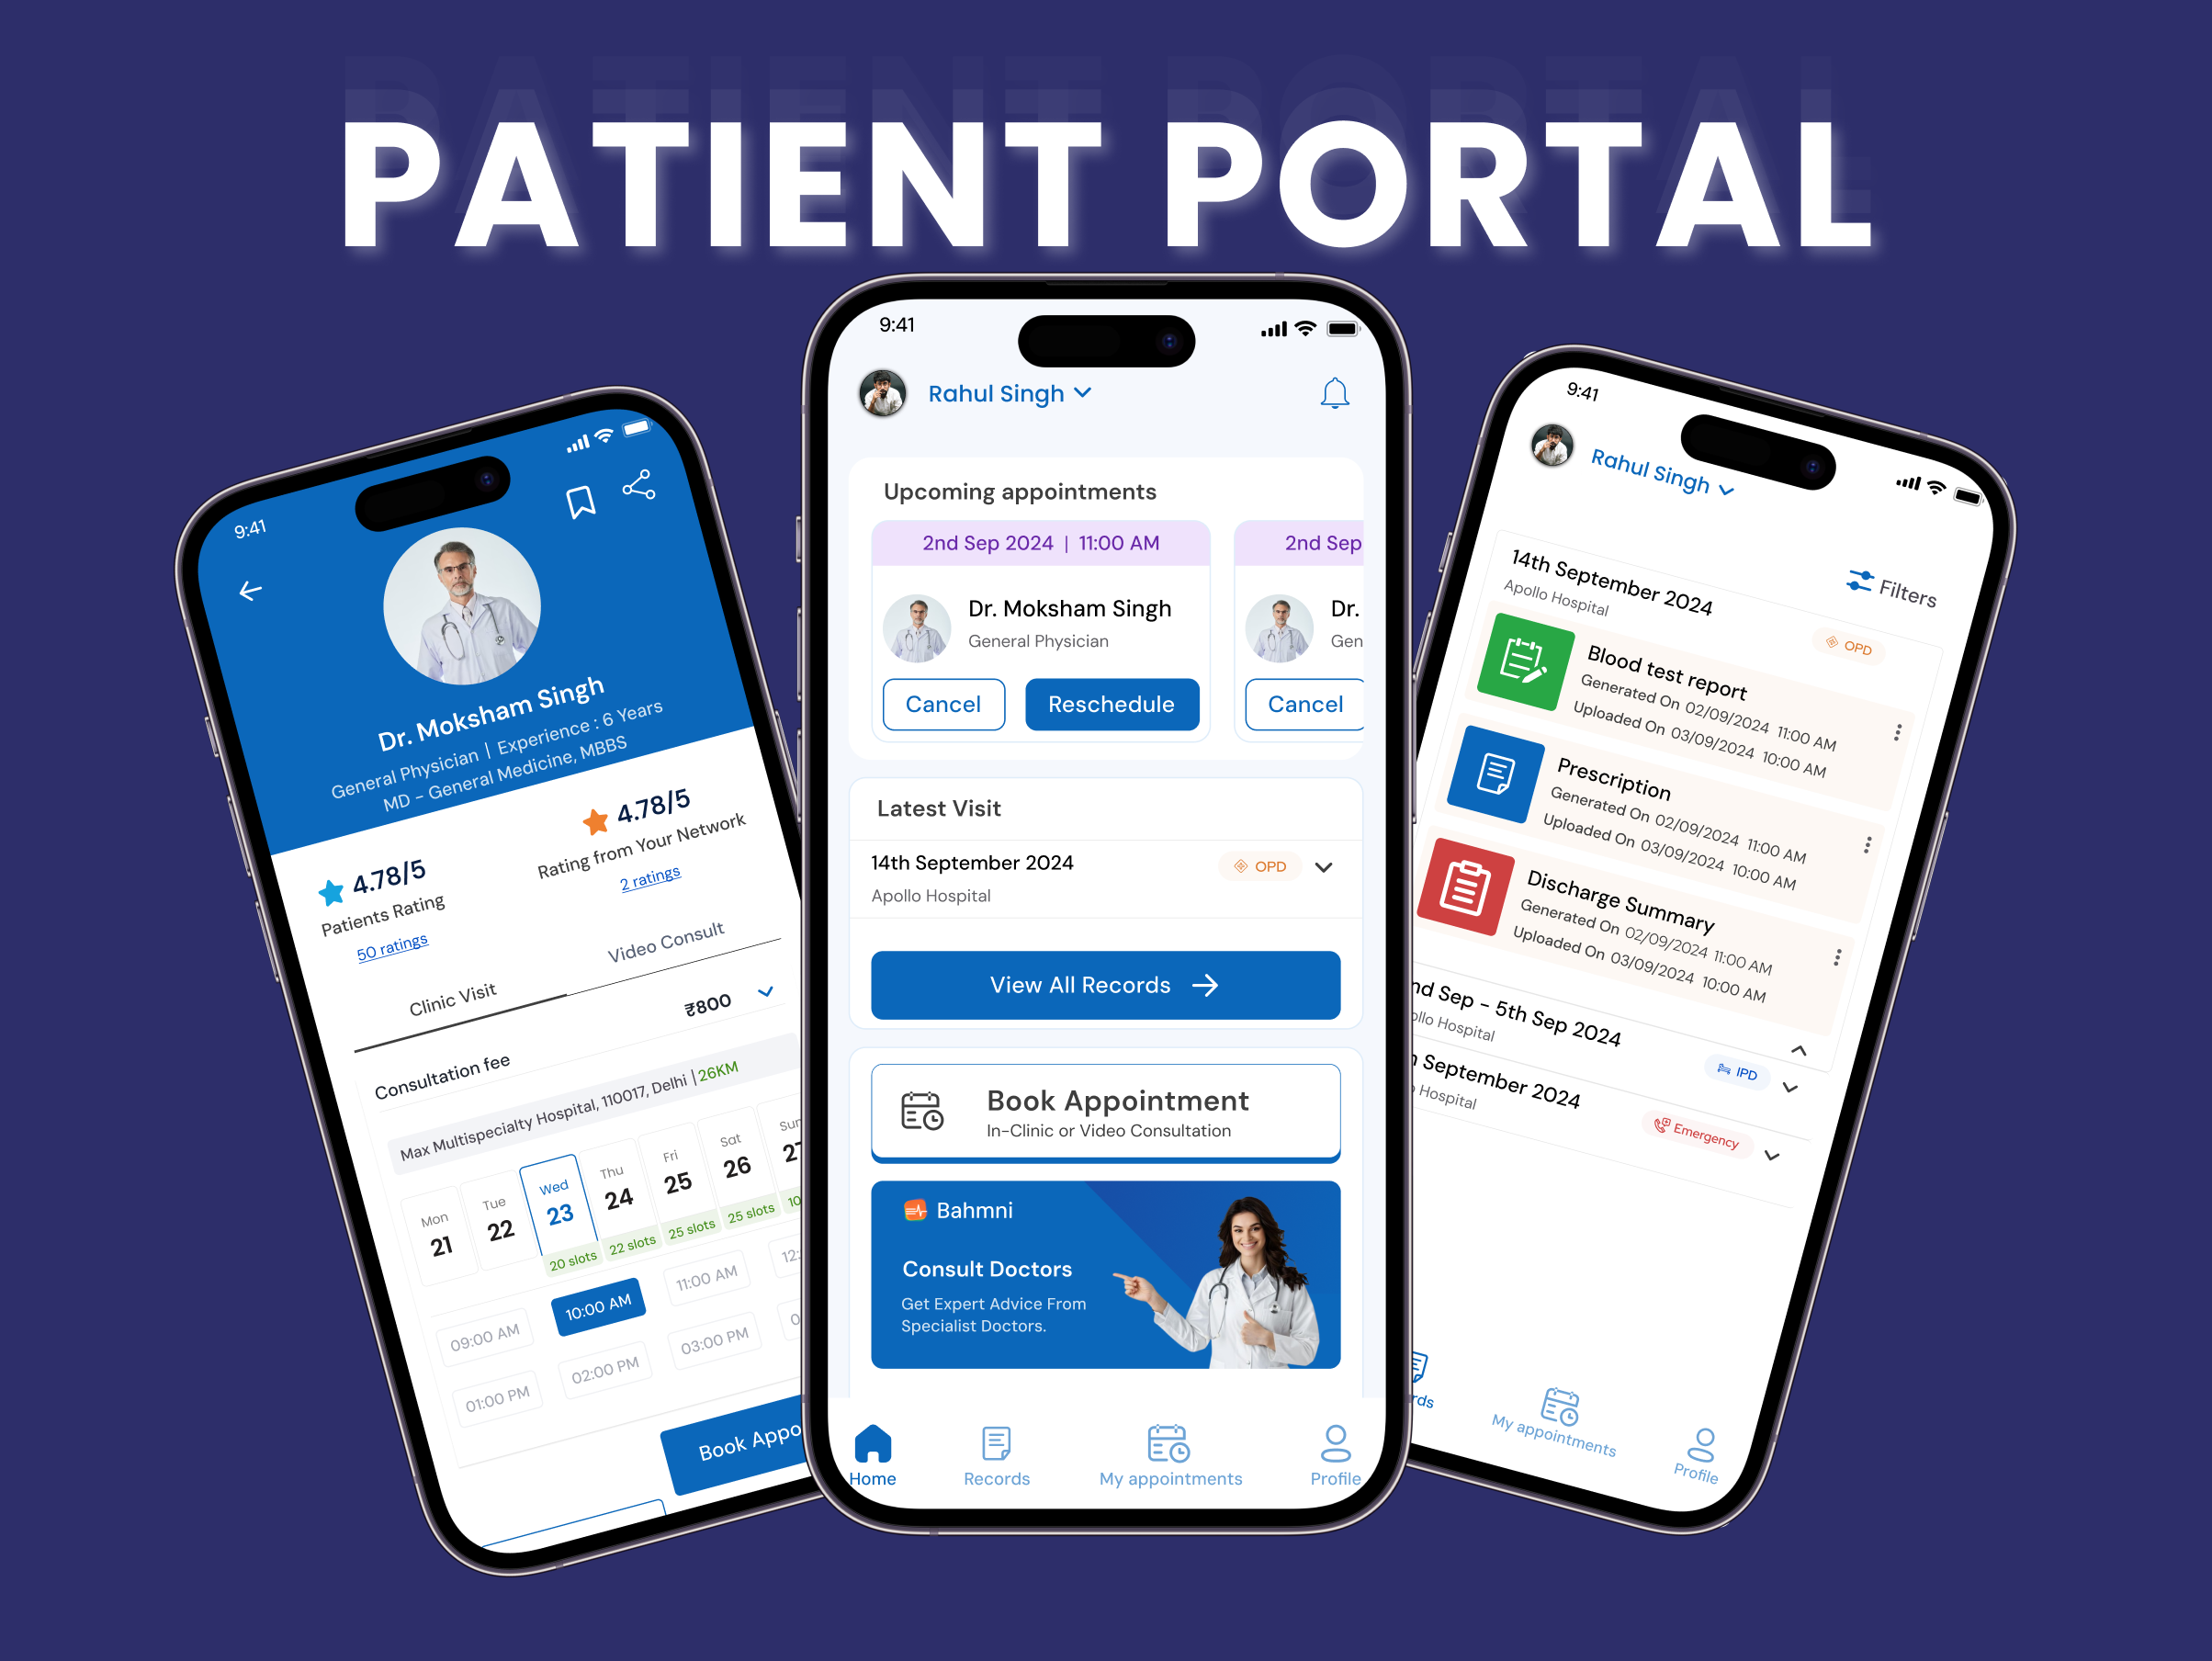 PATIENT PORTAL
9:41
Dr. Moksham Singh
General Physician | Experience : 6 Years
MD - General Medicine, MBBS
4.78/5
Patients Rating
50 ratings
4.78/5
Rating from Your Network
2 ratings
Clinic Visit
Video Consult
Consultation fee
₹800
Max Multispecialty Hospital, 110017, Delhi | 26KM
Mon
21
Tue
22
Wed
23
20 slots
Thu
24
22 slots
Fri
25
25 slots
Sat
26
25 slots
Sun
27
10
09:00 AM
10:00 AM
11:00 AM
12:
01:00 PM
02:00 PM
03:00 PM
0
Book Appo
9:41
Rahul Singh
Upcoming appointments
2nd Sep 2024 | 11:00 AM
Dr. Moksham Singh
General Physician
Cancel
Reschedule
2nd Sep
Dr.
Gen
Cancel
Latest Visit
14th September 2024
Apollo Hospital
OPD
View All Records
Book Appointment
In-Clinic or Video Consultation
Bahmni
Consult Doctors
Get Expert Advice From
Specialist Doctors.
Home
Records
My appointments
Profile
9:41
Rahul Singh
Filters
14th September 2024
Apollo Hospital
OPD
Blood test report
Generated On 02/09/2024 11:00 AM
Uploaded On 03/09/2024 10:00 AM
Prescription
Generated On 02/09/2024 11:00 AM
Uploaded On 03/09/2024 10:00 AM
Discharge Summary
Generated On 02/09/2024 11:00 AM
Uploaded On 03/09/2024 10:00 AM
nd Sep - 5th Sep 2024
ollo Hospital
IPD
h September 2024
o Hospital
Emergency
rds
My appointments
Profile